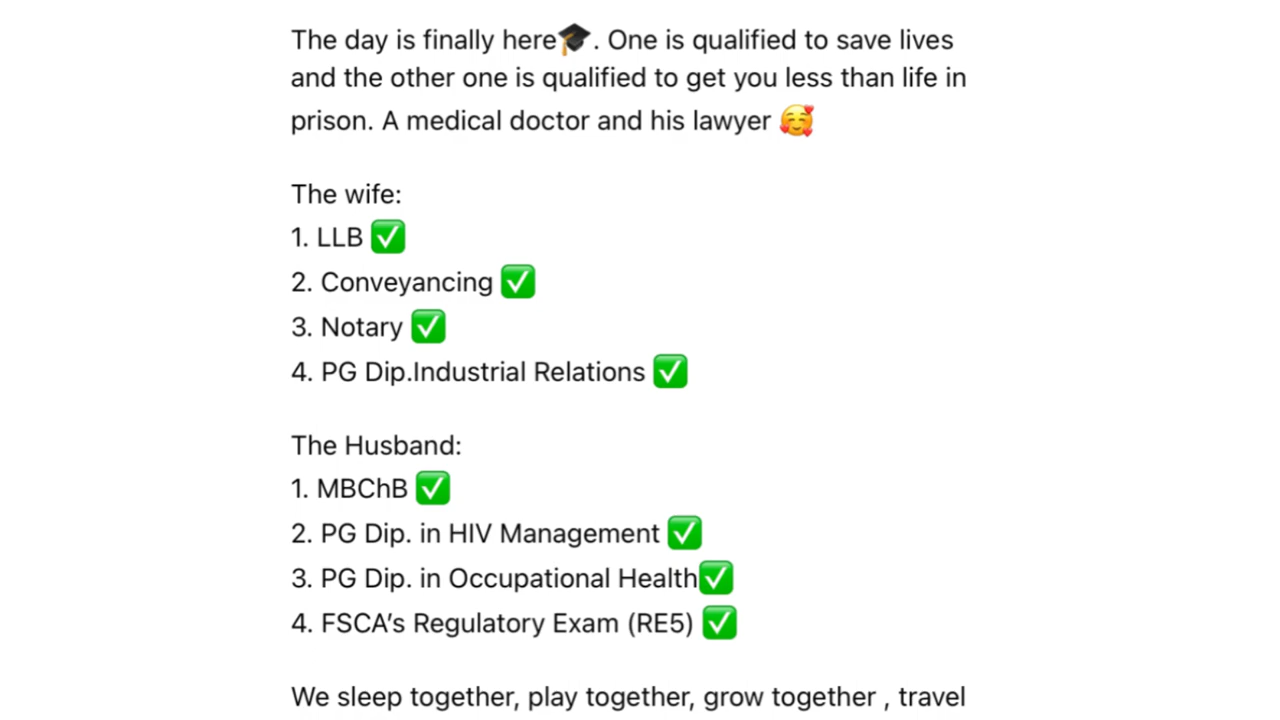 The day is finally here🎓. One is qualified to save lives
and the other one is qualified to get you less than life in
prison. A medical doctor and his lawyer 🥰
The wife:
1. LLB ✅
2. Conveyancing ✅
3. Notary ✅
4. PG Dip.Industrial Relations ✅
The Husband:
1. MBChB ✅
2. PG Dip. in HIV Management ✅
3. PG Dip. in Occupational Health✅
4. FSCA’s Regulatory Exam (RE5) ✅
We sleep together, play together, grow together , travel